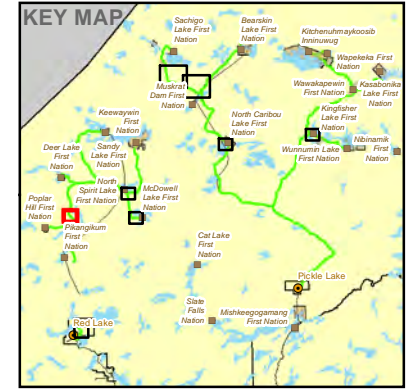 KEY MAP
Sachigo
Lake First
Nation
Bearskin
Lake First
Nation
Kitchenuhmaykoosib
Inninuwug
Wapekeka First
Nation
Muskrat
Dam First
Nation
Wawakapewin
First Nation
Kasabonika
Lake First
Nation
Kingfisher
Lake First
Nation
North Caribou
Lake First
Nation
Keewaywin
First
Nation
Sandy
Lake First
Nation
Wunnumin Lake
First Nation
Nibinamik
First
Nation
Deer Lake
First
Nation
North
Spirit Lake
First Nation
McDowell
Lake First
Nation
Poplar
Hill First
Nation
Pikangikum
First
Nation
Cat Lake
First
Nation
Pickle Lake
Slate
Falls
Nation
Mishkeegogamang
First Nation
Red Lake